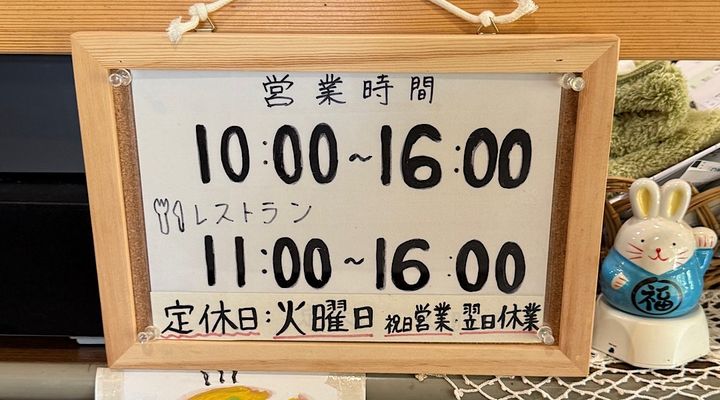 営業時間
10:00~16:00
レストラン
11:00~16:00
定休日:火曜日 祝日営業・翌日休業
福